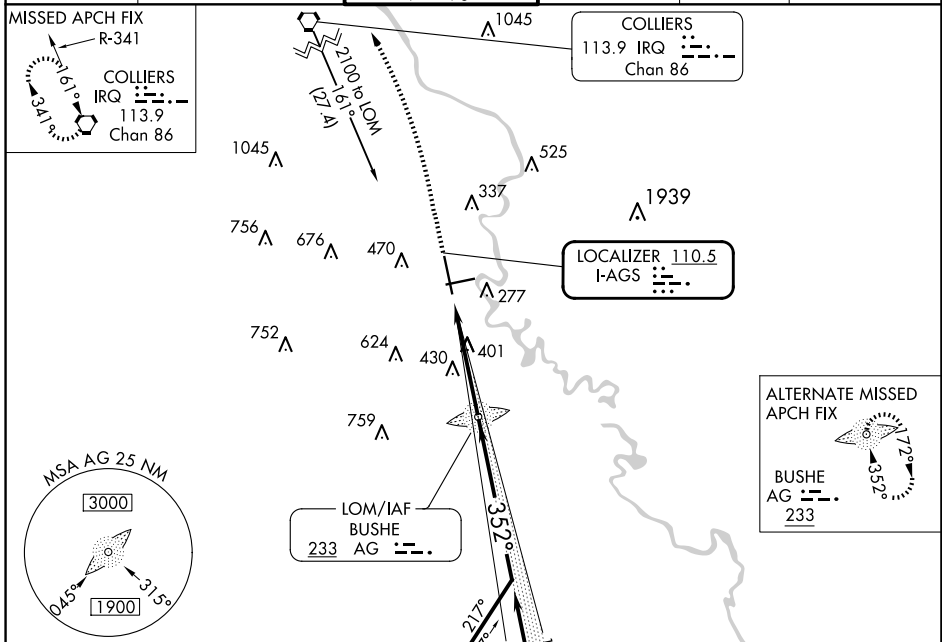 MISSED APCH FIX
R-341
161°
341°
COLLIERS
IRQ
113.9
Chan 86
1045
COLLIERS
113.9 IRQ
Chan 86
2100 to LOM
161°
(27.4)
1045
525
337
1939
756
676
470
LOCALIZER 110.5
I-AGS
277
752
624
430
401
759
ALTERNATE MISSED
APCH FIX
172°
352°
BUSHE
AG
233
MSA AG 25 NM
3000
045°
315°
1900
LOM/IAF
BUSHE
233 AG
352°
217°